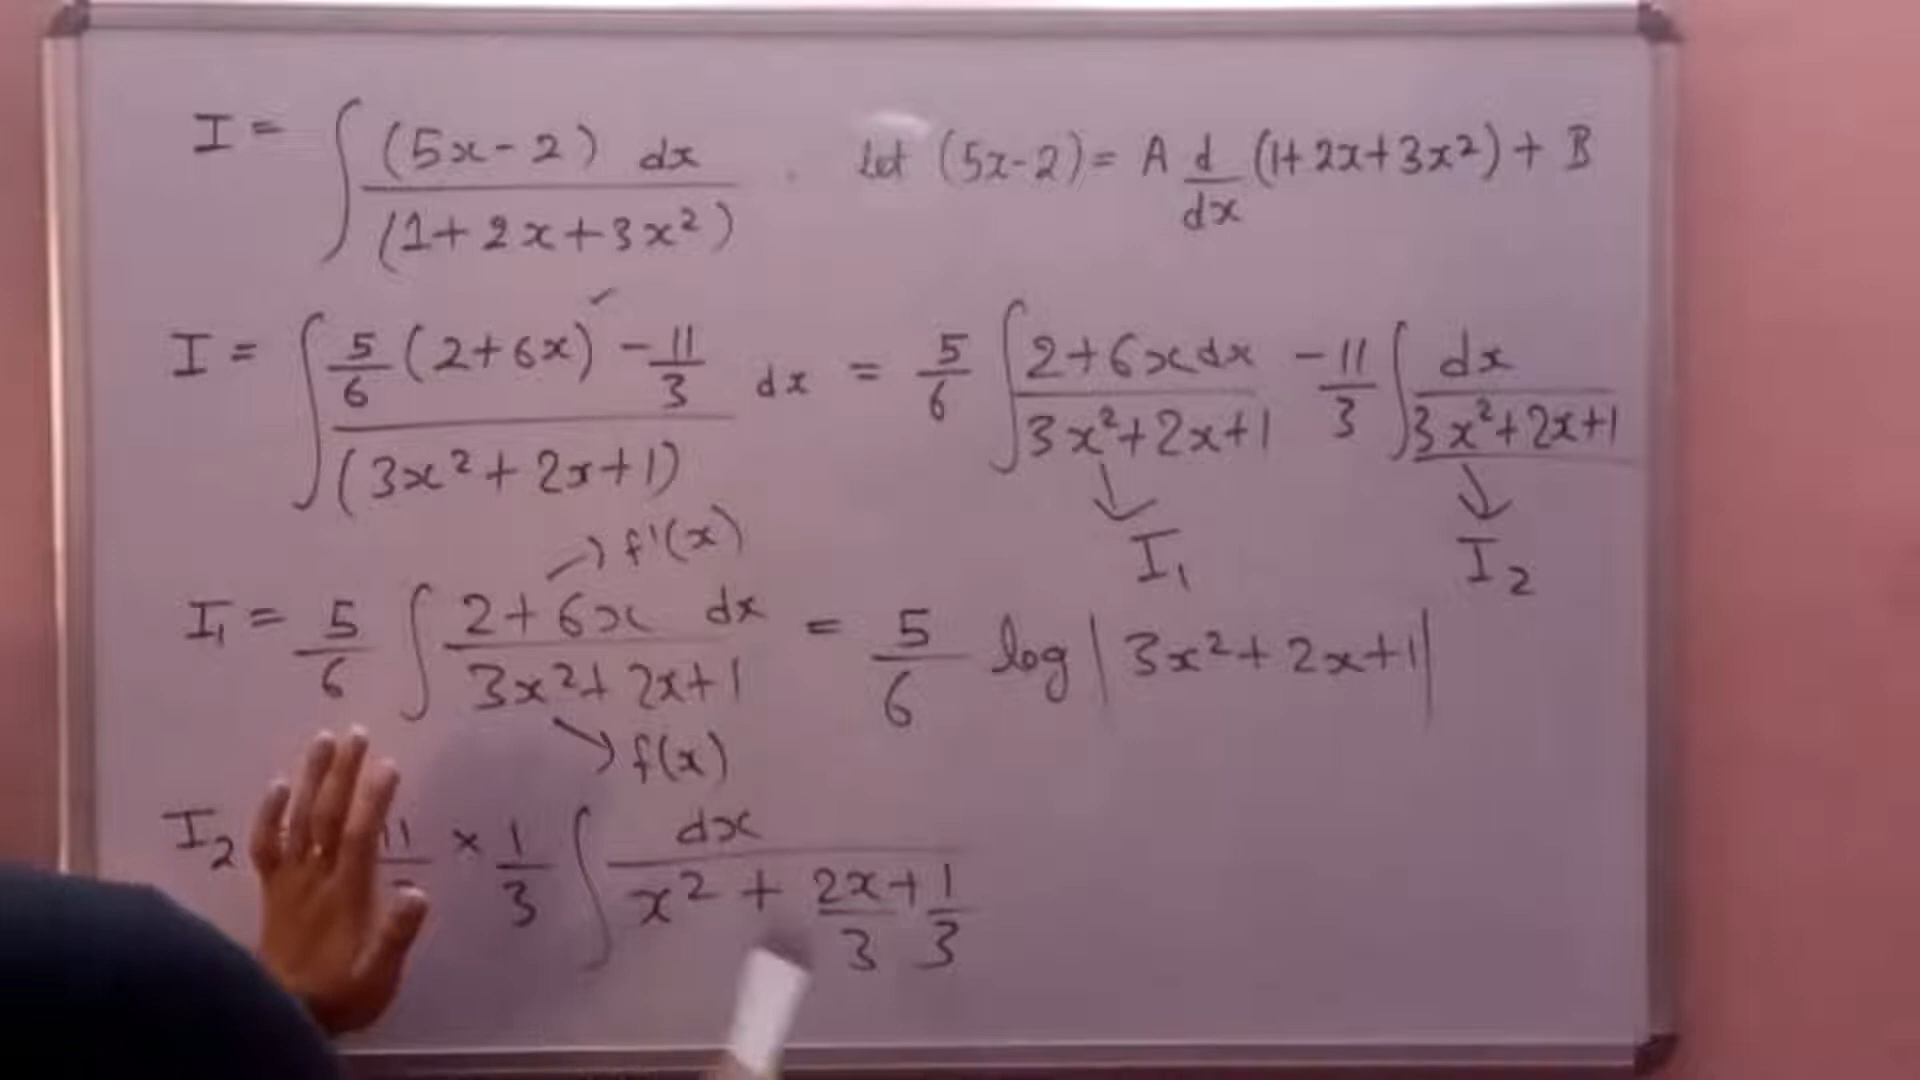 I = ∫ (5x-2) dx / (1+2x+3x²) . Let (5x-2) = A d/dx (1+2x+3x²) + B
I = ∫ 5/6 (2+6x) - 11/3 / (3x²+2x+1) dx = 5/6 ∫ 2+6x dx / 3x²+2x+1 - 11/3 ∫ dx / 3x²+2x+1
→ f'(x) ↓ I₁ ↓ I₂
I₁ = 5/6 ∫ 2+6x dx / 3x²+2x+1 = 5/6 log | 3x²+2x+1 |
→ f(x)
I₂ 11 × 1/3 ∫ dx / x² + 2x/3 + 1/3